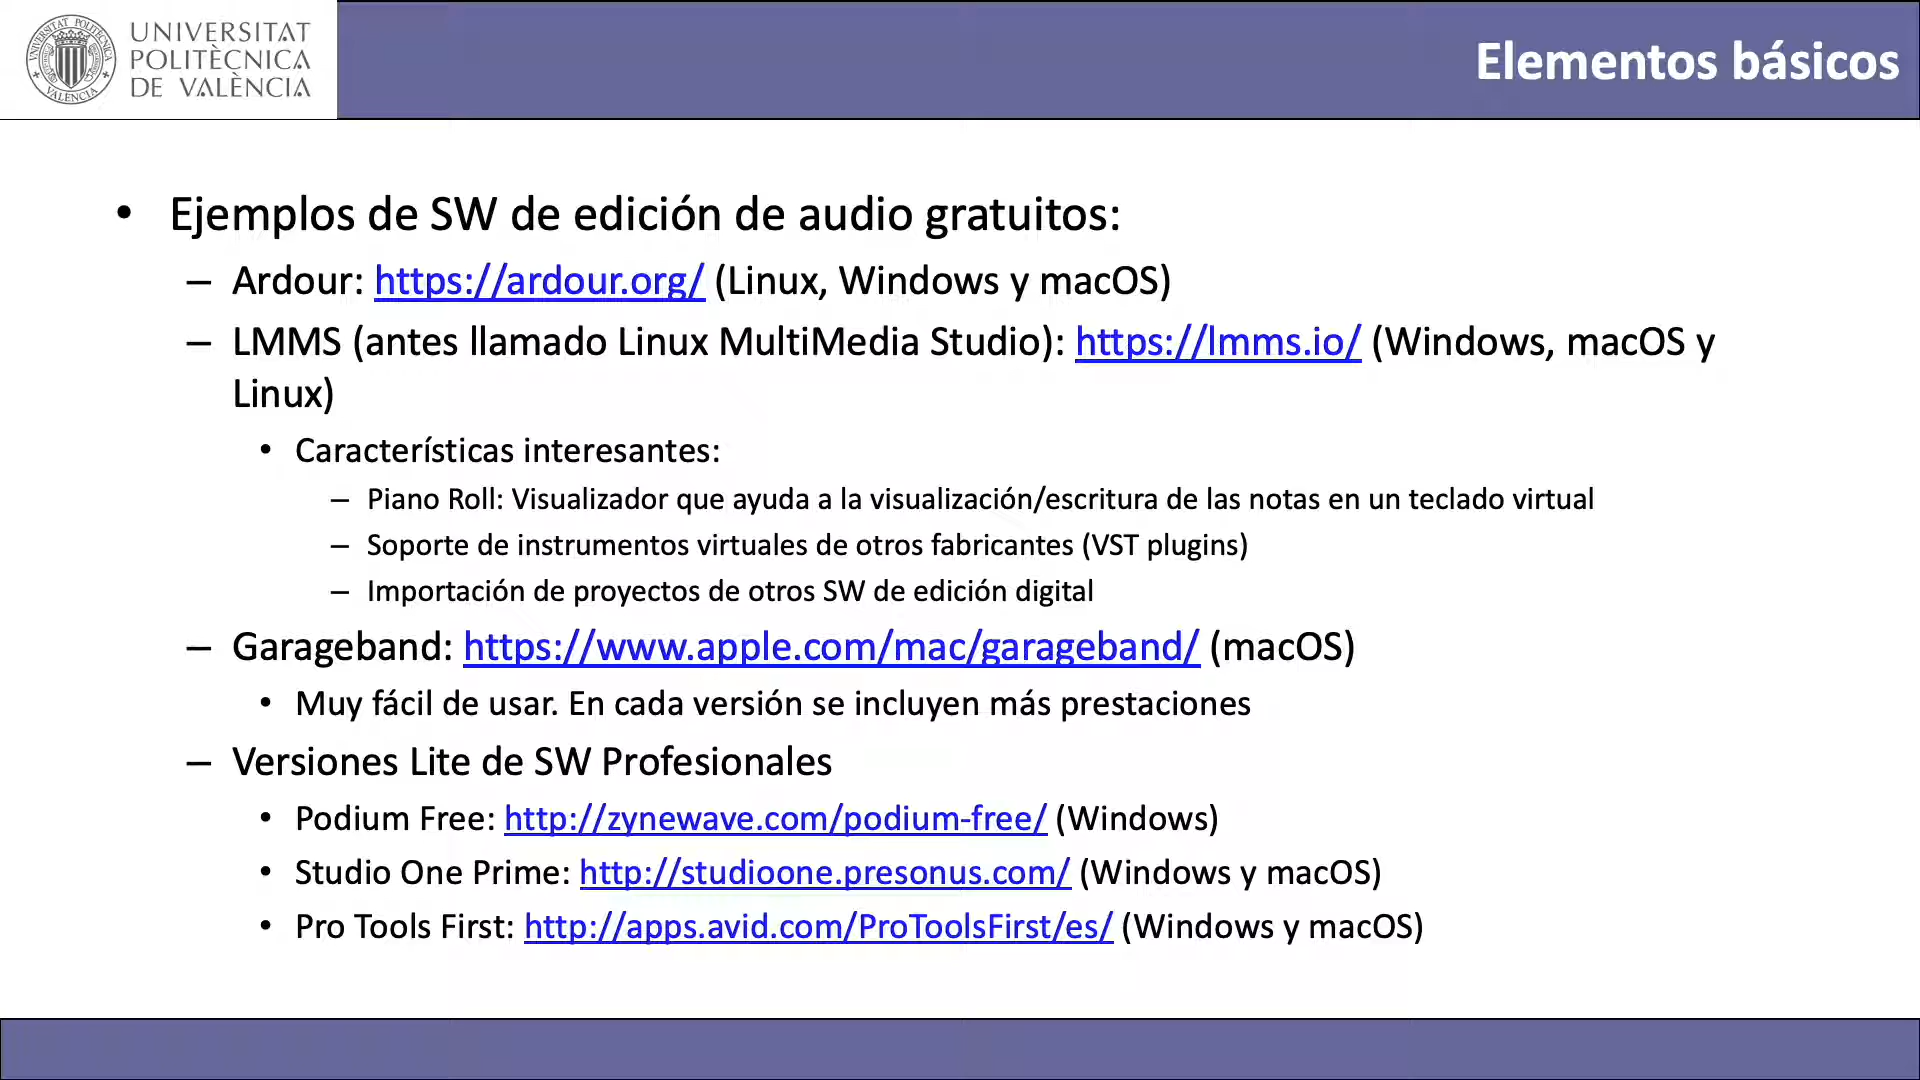 UNIVERSITAT
POLITÈCNICA
DE VALÈNCIA
Elementos básicos
• Ejemplos de SW de edición de audio gratuitos:
– Ardour: https://ardour.org/ (Linux, Windows y macOS)
– LMMS (antes llamado Linux MultiMedia Studio): https://lmms.io/ (Windows, macOS y
Linux)
• Características interesantes:
– Piano Roll: Visualizador que ayuda a la visualización/escritura de las notas en un teclado virtual
– Soporte de instrumentos virtuales de otros fabricantes (VST plugins)
– Importación de proyectos de otros SW de edición digital
– Garageband: https://www.apple.com/mac/garageband/ (macOS)
• Muy fácil de usar. En cada versión se incluyen más prestaciones
– Versiones Lite de SW Profesionales
• Podium Free: http://zynewave.com/podium-free/ (Windows)
• Studio One Prime: http://studioone.presonus.com/ (Windows y macOS)
• Pro Tools First: http://apps.avid.com/ProToolsFirst/es/ (Windows y macOS)